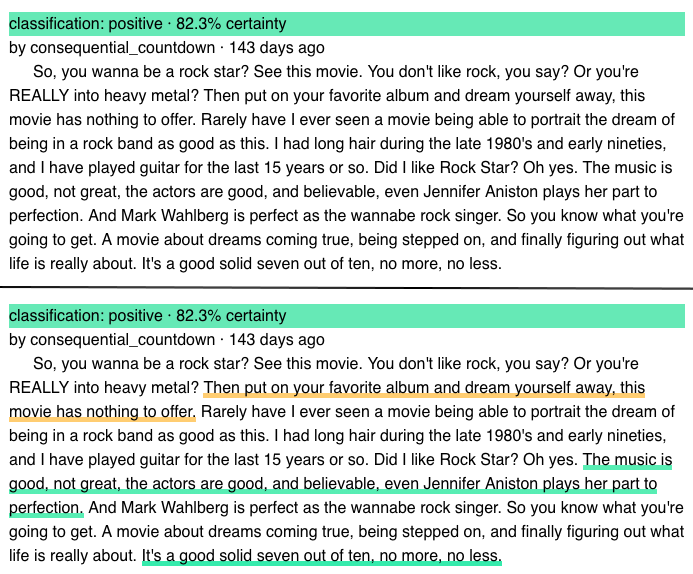 classification: positive · 82.3% certainty
by consequential_countdown · 143 days ago
So, you wanna be a rock star? See this movie. You don't like rock, you say? Or you're
REALLY into heavy metal? Then put on your favorite album and dream yourself away, this
movie has nothing to offer. Rarely have I ever seen a movie being able to portrait the dream of
being in a rock band as good as this. I had long hair during the late 1980's and early nineties,
and I have played guitar for the last 15 years or so. Did I like Rock Star? Oh yes. The music is
good, not great, the actors are good, and believable, even Jennifer Aniston plays her part to
perfection. And Mark Wahlberg is perfect as the wannabe rock singer. So you know what you're
going to get. A movie about dreams coming true, being stepped on, and finally figuring out what
life is really about. It's a good solid seven out of ten, no more, no less.
classification: positive · 82.3% certainty
by consequential_countdown · 143 days ago
So, you wanna be a rock star? See this movie. You don't like rock, you say? Or you're
REALLY into heavy metal? Then put on your favorite album and dream yourself away, this
movie has nothing to offer. Rarely have I ever seen a movie being able to portrait the dream of
being in a rock band as good as this. I had long hair during the late 1980's and early nineties,
and I have played guitar for the last 15 years or so. Did I like Rock Star? Oh yes. The music is
good, not great, the actors are good, and believable, even Jennifer Aniston plays her part to
perfection. And Mark Wahlberg is perfect as the wannabe rock singer. So you know what you're
going to get. A movie about dreams coming true, being stepped on, and finally figuring out what
life is really about. It's a good solid seven out of ten, no more, no less.